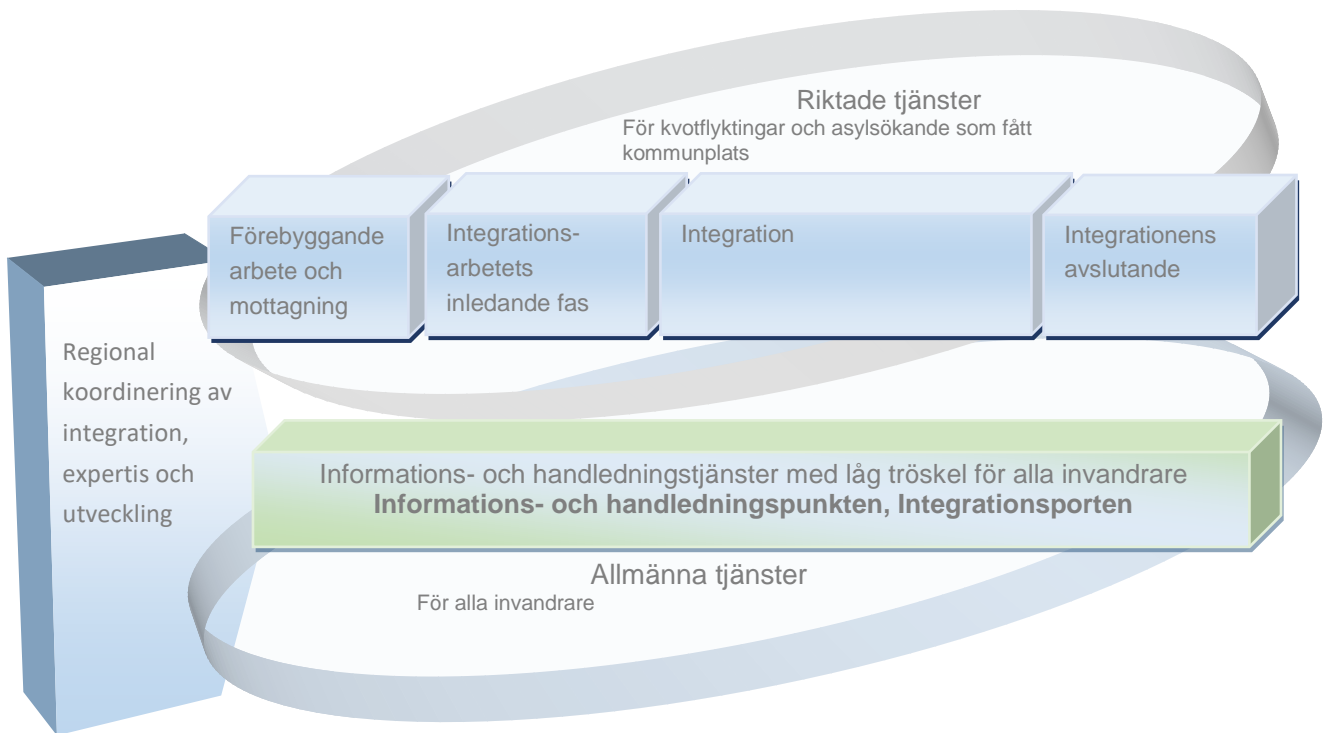 Riktade tjänster
För kvotflyktingar och asylsökande som fått
kommunplats
Förebyggande
arbete och
mottagning
Integrations-
arbetets
inledande fas
Integration
Integrationens
avslutande
Regional
koordinering av
integration,
expertis och
utveckling
Informations- och handledningstjänster med låg tröskel för alla invandrare
Informations- och handledningspunkten, Integrationsporten
Allmänna tjänster
För alla invandrare